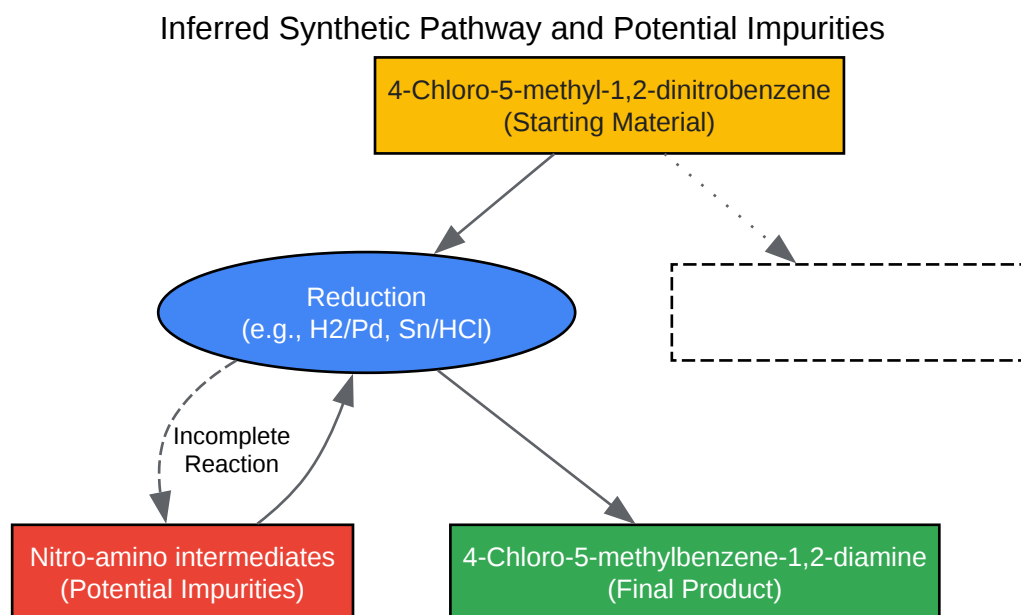 Inferred Synthetic Pathway and Potential Impurities
4-Chloro-5-methyl-1,2-dinitrobenzene
(Starting Material)
Reduction
(e.g., H2/Pd, Sn/HCl)
Incomplete
Reaction
Nitro-amino intermediates
(Potential Impurities)
4-Chloro-5-methylbenzene-1,2-diamine
(Final Product)